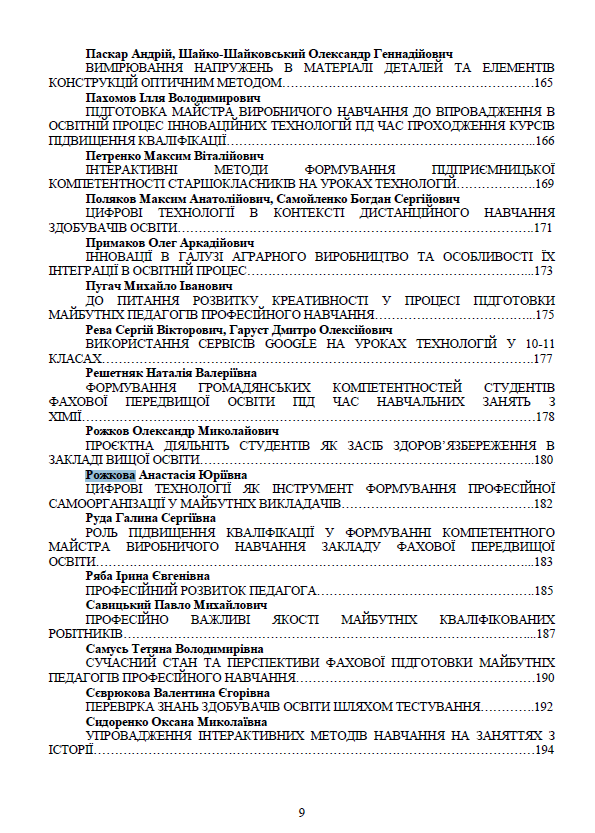 Паскар Андрій, Шайко-Шайковський Олександр Геннадійович
ВИМІРЮВАННЯ НАПРУЖЕНЬ В МАТЕРІАЛІ ДЕТАЛЕЙ ТА ЕЛЕМЕНТІВ
КОНСТРУКЦІЙ ОПТИЧНИМ МЕТОДОМ……………………………………………………165
Пахомов Ілля Володимирович
ПІДГОТОВКА МАЙСТРА ВИРОБНИЧОГО НАВЧАННЯ ДО ВПРОВАДЖЕННЯ В
ОСВІТНІЙ ПРОЦЕС ІННОВАЦІЙНИХ ТЕХНОЛОГІЙ ПД ЧАС ПРОХОДЖЕННЯ КУРСІВ
ПІДВИЩЕННЯ КВАЛІФІКАЦІЇ……………………………………………………………...166
Петренко Максим Віталійович
ІНТЕРАКТИВНІ МЕТОДИ ФОРМУВАННЯ ПІДПРИЄМНИЦЬКОЇ
КОМПЕТЕНТНОСТІ СТАРШОКЛАСНИКІВ НА УРОКАХ ТЕХНОЛОГІЙ………………169
Поляков Максим Анатолійович, Самойленко Богдан Сергійович
ЦИФРОВІ ТЕХНОЛОГІЇ В КОНТЕКСТІ ДИСТАНЦІЙНОГО НАВЧАННЯ
ЗДОБУВАЧІВ ОСВІТИ……………………………………………………………………….171
Примаков Олег Аркадійович
ІННОВАЦІЇ В ГАЛУЗІ АГРАРНОГО ВИРОБНИЦТВО ТА ОСОБЛИВОСТІ ЇХ
ІНТЕГРАЦІЇ В ОСВІТНІЙ ПРОЦЕС………………………………………………………...173
Пугач Михайло Іванович
ДО ПИТАННЯ РОЗВИТКУ КРЕАТИВНОСТІ У ПРОЦЕСІ ПІДГОТОВКИ
МАЙБУТНІХ ПЕДАГОГІВ ПРОФЕСІЙНОГО НАВЧАННЯ……………………………...175
Рева Сергій Вікторович, Гаруст Дмитро Олексійович
ВИКОРИСТАННЯ СЕРВІСІВ GOOGLE НА УРОКАХ ТЕХНОЛОГІЙ У 10-11
КЛАСАХ……………………………………………………………………………………….177
Решетняк Наталія Валеріївна
ФОРМУВАННЯ ГРОМАДЯНСЬКИХ КОМПЕТЕНТНОСТЕЙ СТУДЕНТІВ
ФАХОВОЇ ПЕРЕДВИЩОЇ ОСВІТИ ПІД ЧАС НАВЧАЛЬНИХ ЗАНЯТЬ З
ХІМІЇ……………………………………………………………………………………………178
Рожков Олександр Миколайович
ПРОЄКТНА ДІЯЛЬНІТЬ СТУДЕНТІВ ЯК ЗАСІБ ЗДОРОВ’ЯЗБЕРЕЖЕННЯ В
ЗАКЛАДІ ВИЩОЇ ОСВІТИ…………………………………………………………………...180
Рожкова Анастасія Юріївна
ЦИФРОВІ ТЕХНОЛОГІЇ ЯК ІНСТРУМЕНТ ФОРМУВАННЯ ПРОФЕСІЙНОЇ
САМООРГАНІЗАЦІЇ У МАЙБУТНІХ ВИКЛАДАЧІВ……………………………………182
Руда Галина Сергіївна
РОЛЬ ПІДВИЩЕННЯ КВАЛІФІКАЦІЇ У ФОРМУВАННІ КОМПЕТЕНТНОГО
МАЙСТРА ВИРОБНИЧОГО НАВЧАННЯ ЗАКЛАДУ ФАХОВОЇ ПЕРЕДВИЩОЇ
ОСВІТИ………………………………………………………………………………………...183
Ряба Ірина Євгенівна
ПРОФЕСІЙНИЙ РОЗВИТОК ПЕДАГОГА…………………………………………..185
Савицький Павло Михайлович
ПРОФЕСІЙНО ВАЖЛИВІ ЯКОСТІ МАЙБУТНІХ КВАЛІФІКОВАНИХ
РОБІТНИКІВ…………………………………………………………………………………...187
Самусь Тетяна Володимирівна
СУЧАСНИЙ СТАН ТА ПЕРСПЕКТИВИ ФАХОВОЇ ПІДГОТОВКИ МАЙБУТНІХ
ПЕДАГОГІВ ПРОФЕСІЙНОГО НАВЧАННЯ………………………………………………190
Сєврюкова Валентина Єгорівна
ПЕРЕВІРКА ЗНАНЬ ЗДОБУВАЧІВ ОСВІТИ ШЛЯХОМ ТЕСТУВАННЯ…………192
Сидоренко Оксана Миколаївна
УПРОВАДЖЕННЯ ІНТЕРАКТИВНИХ МЕТОДІВ НАВЧАННЯ НА ЗАНЯТТЯХ З
ІСТОРІЇ…………………………………………………………………………………………194
9